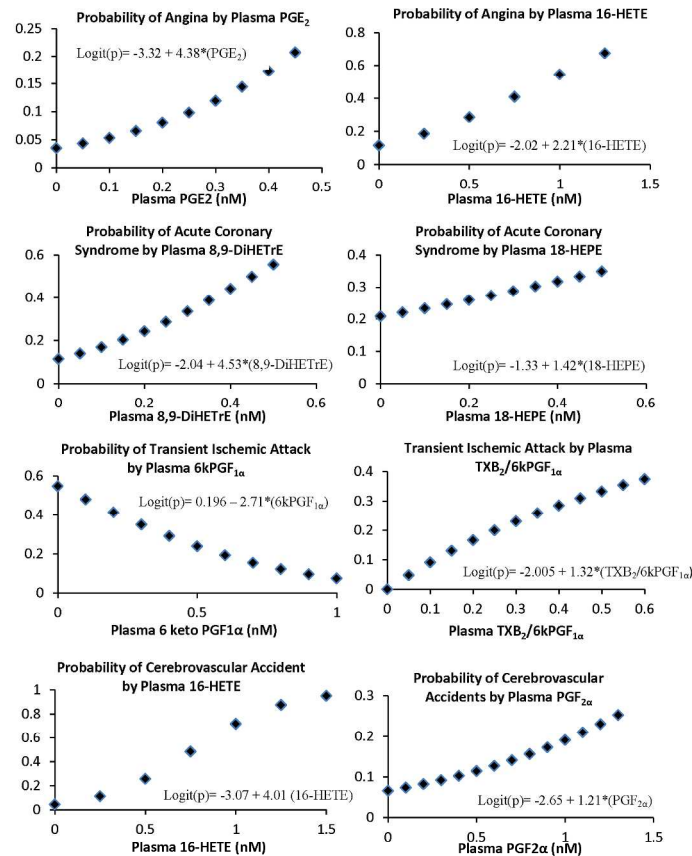 Probability of Angina by Plasma PGE₂
0.25
0.2
0.15
0.1
0.05
0
Logit(p)= -3.32 + 4.38*(PGE₂)
0 0.1 0.2 0.3 0.4 0.5
Plasma PGE2 (nM)
Probability of Angina by Plasma 16-HETE
0.8
0.6
0.4
0.2
0
Logit(p)= -2.02 + 2.21*(16-HETE)
0 0.5 1 1.5
Plasma 16-HETE (nM)
Probability of Acute Coronary
Syndrome by Plasma 8,9-DiHETrE
0.6
0.4
0.2
0
Logit(p)= -2.04 + 4.53*(8,9-DiHETrE)
0 0.2 0.4 0.6
Plasma 8,9-DiHETrE (nM)
Probability of Acute Coronary
Syndrome by Plasma 18-HEPE
0.4
0.3
0.2
0.1
0
Logit(p)= -1.33 + 1.42*(18-HEPE)
0 0.2 0.4 0.6
Plasma 18-HEPE (nM)
Probability of Transient Ischemic Attack
by Plasma 6kPGF₁α
0.6
0.4
0.2
0
Logit(p)= 0.196 – 2.71*(6kPGF₁α)
0 0.5 1
Plasma 6 keto PGF1α (nM)
Transient Ischemic Attack by Plasma
TXB₂/6kPGF₁α
0.4
0.3
0.2
0.1
0
Logit(p)= -2.005 + 1.32*(TXB₂/6kPGF₁α)
0 0.1 0.2 0.3 0.4 0.5 0.6
Plasma TXB₂/6kPGF₁α
Probability of Cerebrovascular Accident
by Plasma 16-HETE
1
0.8
0.6
0.4
0.2
0
Logit(p)= -3.07 + 4.01 (16-HETE)
0 0.5 1 1.5
Plasma 16-HETE (nM)
Probability of Cerebrovascular
Accidents by Plasma PGF₂α
0.3
0.2
0.1
0
Logit(p)= -2.65 + 1.21*(PGF₂α)
0 0.5 1 1.5
Plasma PGF2α (nM)